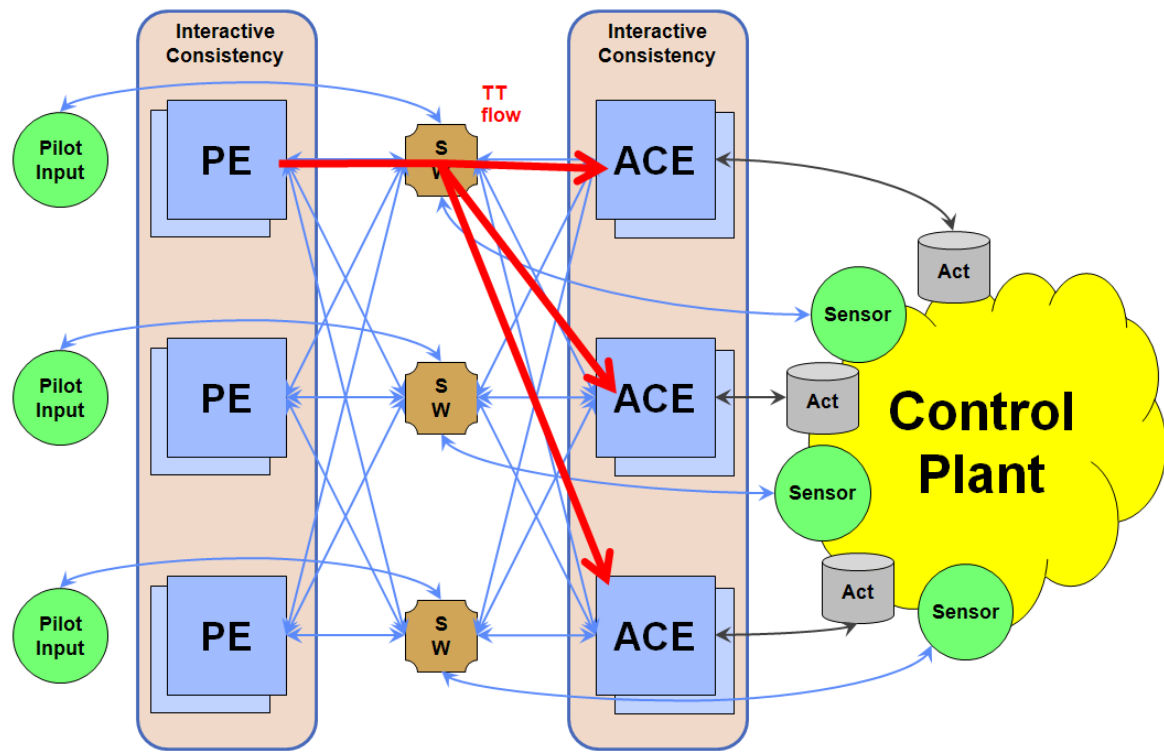 Interactive
Consistency
Interactive
Consistency
TT
flow
Pilot
Input
PE
S
W
ACE
Act
Sensor
Pilot
Input
PE
S
W
ACE
Act
Control
Plant
Sensor
Pilot
Input
PE
S
W
ACE
Act
Sensor